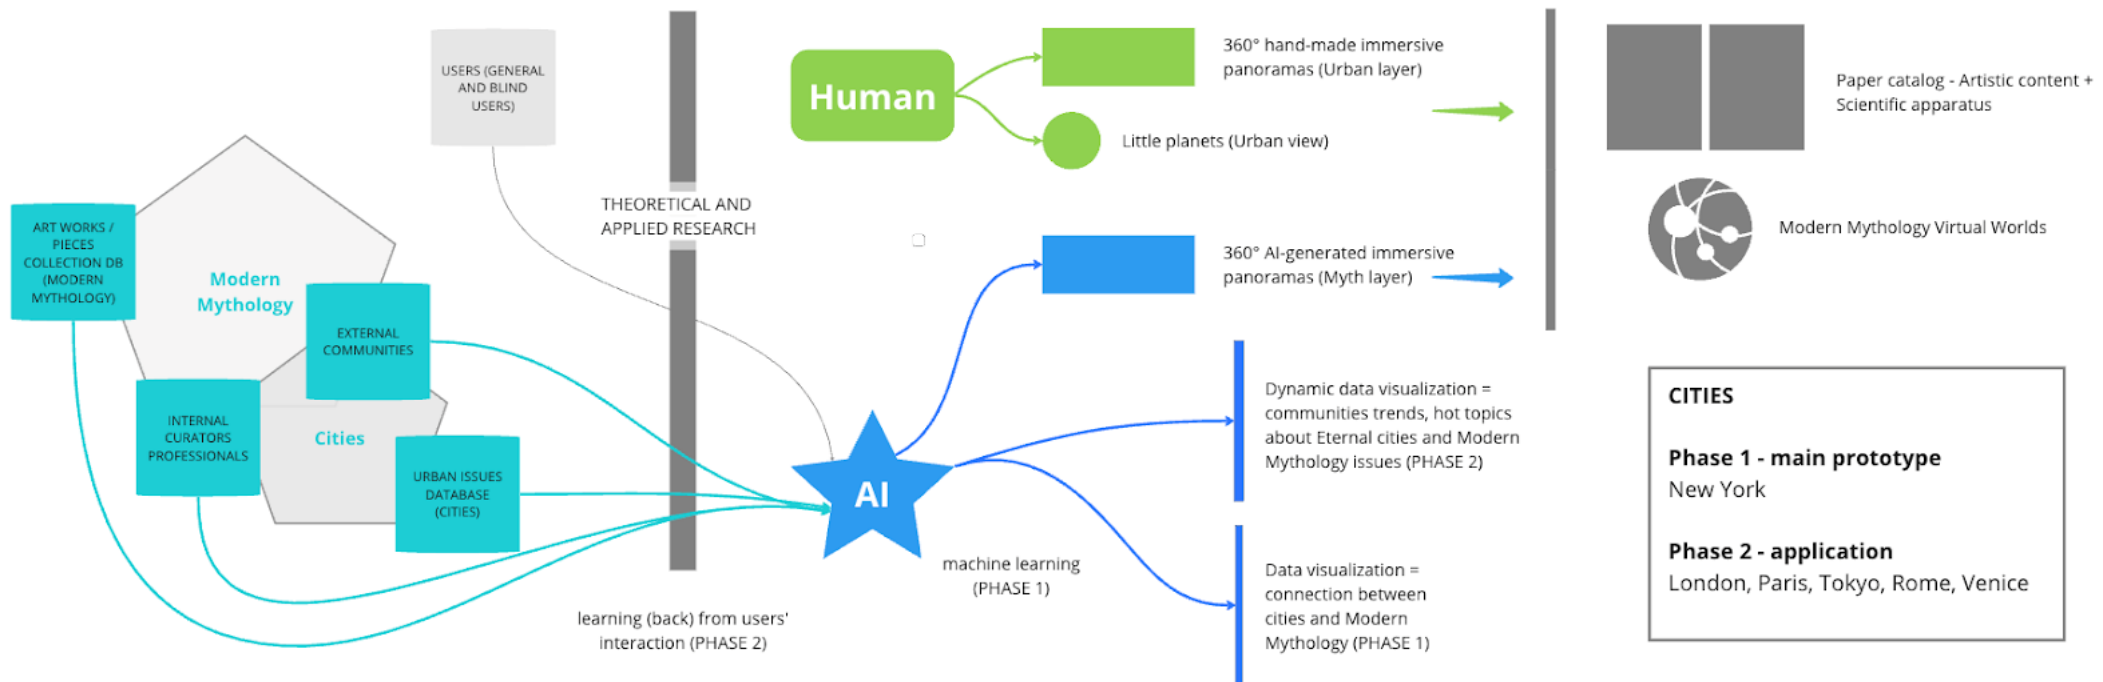 USERS (GENERAL
AND BLIND
USERS)
ART WORKS /
PIECES
COLLECTION DB
(MODERN
MYTHOLOGY)
Modern
Mythology
EXTERNAL
COMMUNITIES
INTERNAL
CURATORS
PROFESSIONALS
Cities
URBAN ISSUES
DATABASE
(CITIES)
THEORETICAL AND
APPLIED RESEARCH
learning (back) from users'
interaction (PHASE 2)
Human
360° hand-made immersive
panoramas (Urban layer)
Little planets (Urban view)
360° AI-generated immersive
panoramas (Myth layer)
AI
machine learning
(PHASE 1)
Dynamic data visualization =
communities trends, hot topics
about Eternal cities and Modern
Mythology issues (PHASE 2)
Data visualization =
connection between
cities and Modern
Mythology (PHASE 1)
Paper catalog - Artistic content +
Scientific apparatus
Modern Mythology Virtual Worlds
CITIES
Phase 1 - main prototype
New York
Phase 2 - application
London, Paris, Tokyo, Rome, Venice